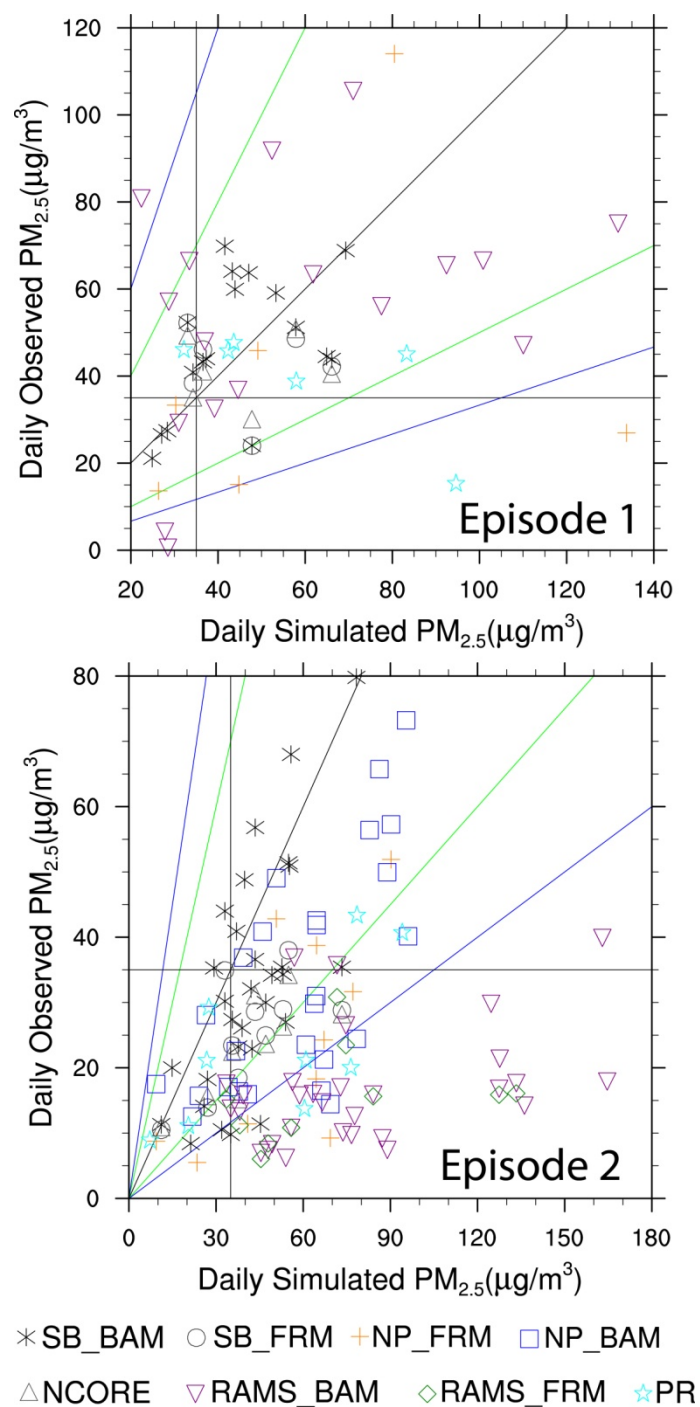 120
100
80
60
40
20
0
Daily Observed PM2.5(µg/m3)
Episode 1
20 40 60 80 100 120 140
Daily Simulated PM2.5(µg/m3)
80
60
40
20
0
Daily Observed PM2.5(µg/m3)
Episode 2
0 30 60 90 120 150 180
Daily Simulated PM2.5(µg/m3)
SB_BAM SB_FRM NP_FRM NP_BAM
NCORE RAMS_BAM RAMS_FRM PR